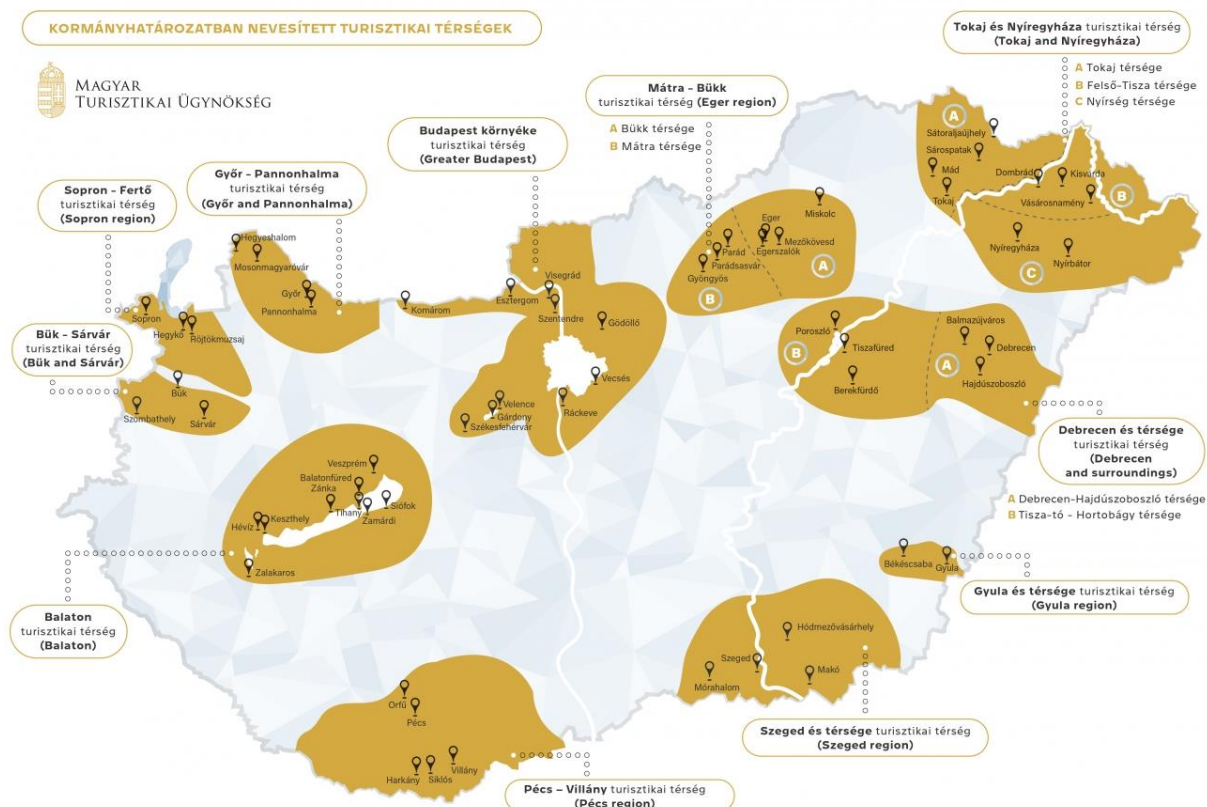 KORMÁNYHATÁROZATBAN NEVESÍTETT TURISZTIKAI TÉRSÉGEK
MAGYAR
TURISZTIKAI ÜGYNÖKSÉG
Tokaj és Nyíregyháza turisztikai térség
(Tokaj and Nyíregyháza)
A Tokaj térsége
B Felső-Tisza térsége
C Nyírség térsége
Mátra – Bükk
turisztikai térség (Eger region)
A Bükk térsége
B Mátra térsége
Budapest környéke
turisztikai térség
(Greater Budapest)
Győr – Pannonhalma
turisztikai térség
(Győr and Pannonhalma)
Sopron – Fertő
turisztikai térség
(Sopron region)
Bük – Sárvár
turisztikai térség
(Bük and Sárvár)
A
Sátoraljaújhely
Sárospatak
Mád
Tokaj
Dombrád
Kisvárda
Vásárosnamény
B
Nyíregyháza
Nyírbátor
C
Miskolc
Eger
Egerszalók
Mezőkövesd
Parád
Parádsasvár
Gyöngyös
A
B
Hegyeshalom
Mosonmagyaróvár
Győr
Pannonhalma
Komárom
Esztergom
Visegrád
Szentendre
Gödöllő
Vecsés
Ráckeve
Velence
Gárdony
Székesfehérvár
Sopron
Hegykő
Röjtökmuzsaj
Bük
Szombathely
Sárvár
Poroszló
Tiszafüred
Berekfürdő
B
Balmazújváros
Debrecen
Hajdúszoboszló
A
Debrecen és térsége
turisztikai térség
(Debrecen
and surroundings)
A Debrecen-Hajdúszoboszló térsége
B Tisza-tó – Hortobágy térsége
Veszprém
Balatonfüred
Zánka
Tihany
Zamárdi
Siófok
Hévíz
Keszthely
Zalakaros
Balaton
turisztikai térség
(Balaton)
Békéscsaba
Gyula
Gyula és térsége turisztikai térség
(Gyula region)
Hódmezővásárhely
Szeged
Mórahalom
Makó
Szeged és térsége turisztikai térség
(Szeged region)
Orfű
Pécs
Harkány
Siklós
Villány
Pécs – Villány turisztikai térség
(Pécs region)